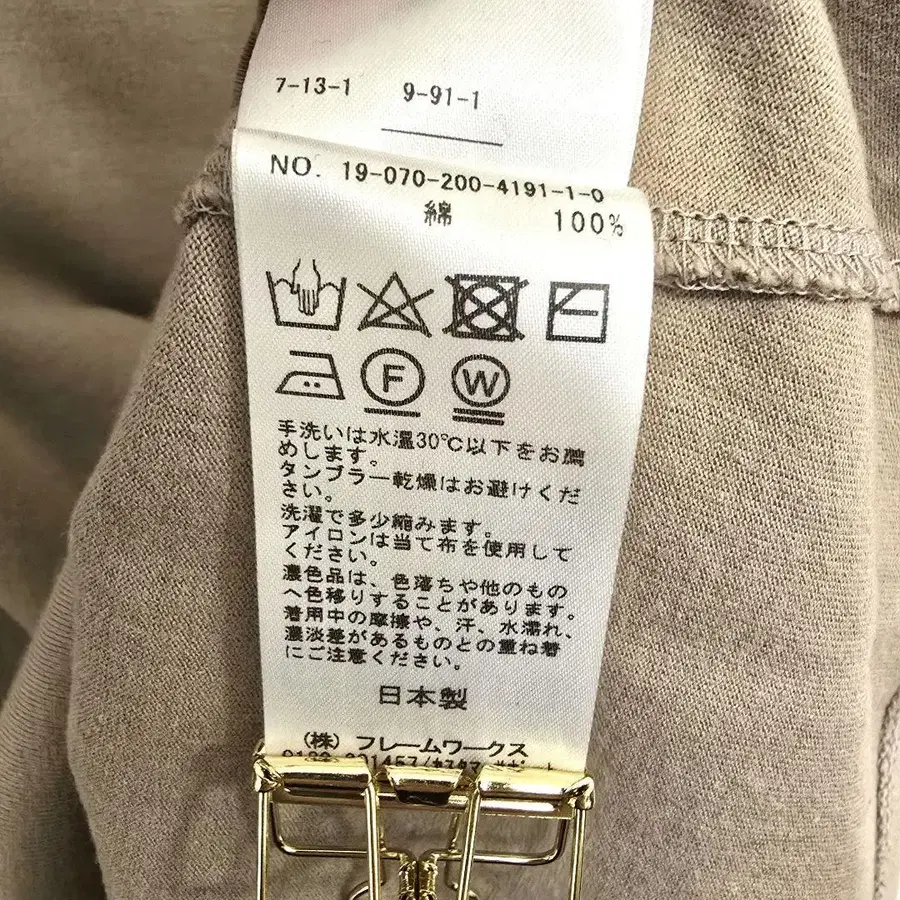 7-13-1 9-91-1
NO. 19-070-200-4191-1-0
綿 100%
F W
手洗いは水温30℃以下をお薦
めします。
タンブラー乾燥はお避けくだ
さい。
洗濯で多少縮みます。
アイロンは当て布を使用して
ください。
濃色品は、色落ちや他のもの
へ色移りすることがあります。
着用中の摩擦や、汗、水濡れ、
濃淡差があるものとの重ね着
にご注意ください。
日本製
(株) フレームワークス